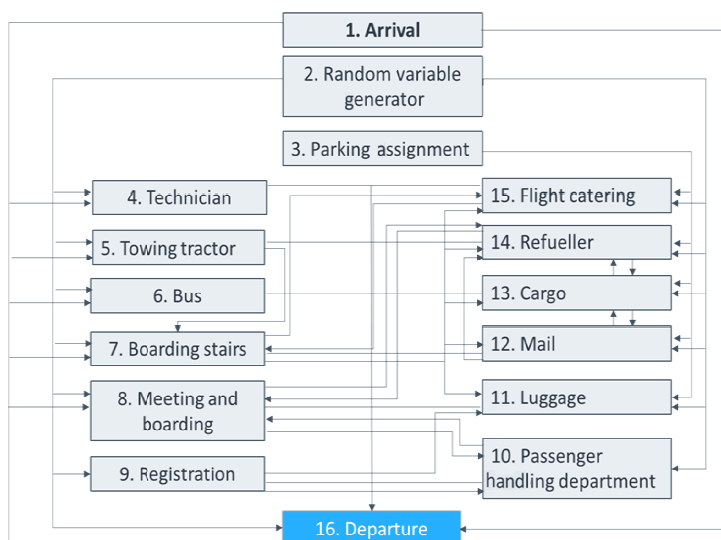 1. Arrival
2. Random variable
generator
3. Parking assignment
4. Technician
15. Flight catering
5. Towing tractor
14. Refueller
6. Bus
13. Cargo
7. Boarding stairs
12. Mail
8. Meeting and
boarding
11. Luggage
9. Registration
10. Passenger
handling department
16. Departure